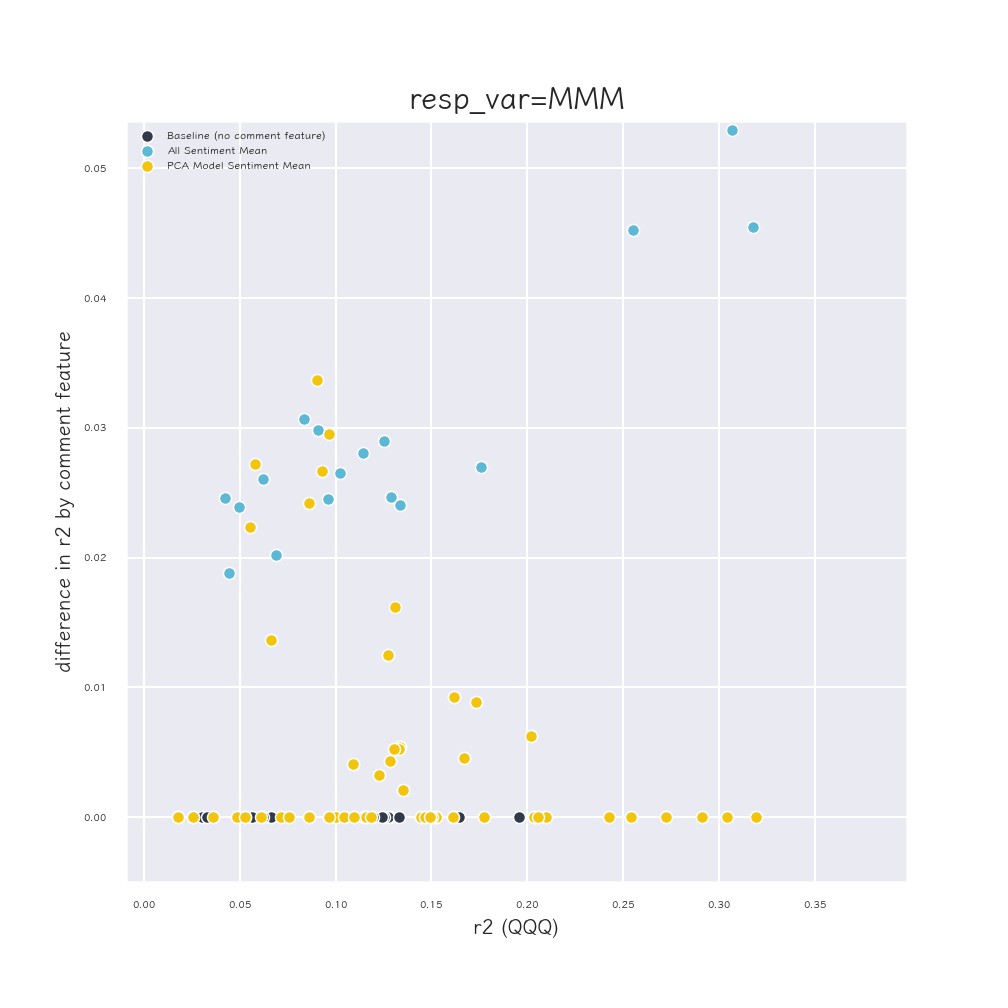 resp_var=MMM
Baseline (no comment feature)
All Sentiment Mean
PCA Model Sentiment Mean
0.05
0.04
0.03
0.02
0.01
0.00
difference in r2 by comment feature
0.00 0.05 0.10 0.15 0.20 0.25 0.30 0.35
r2 (QQQ)